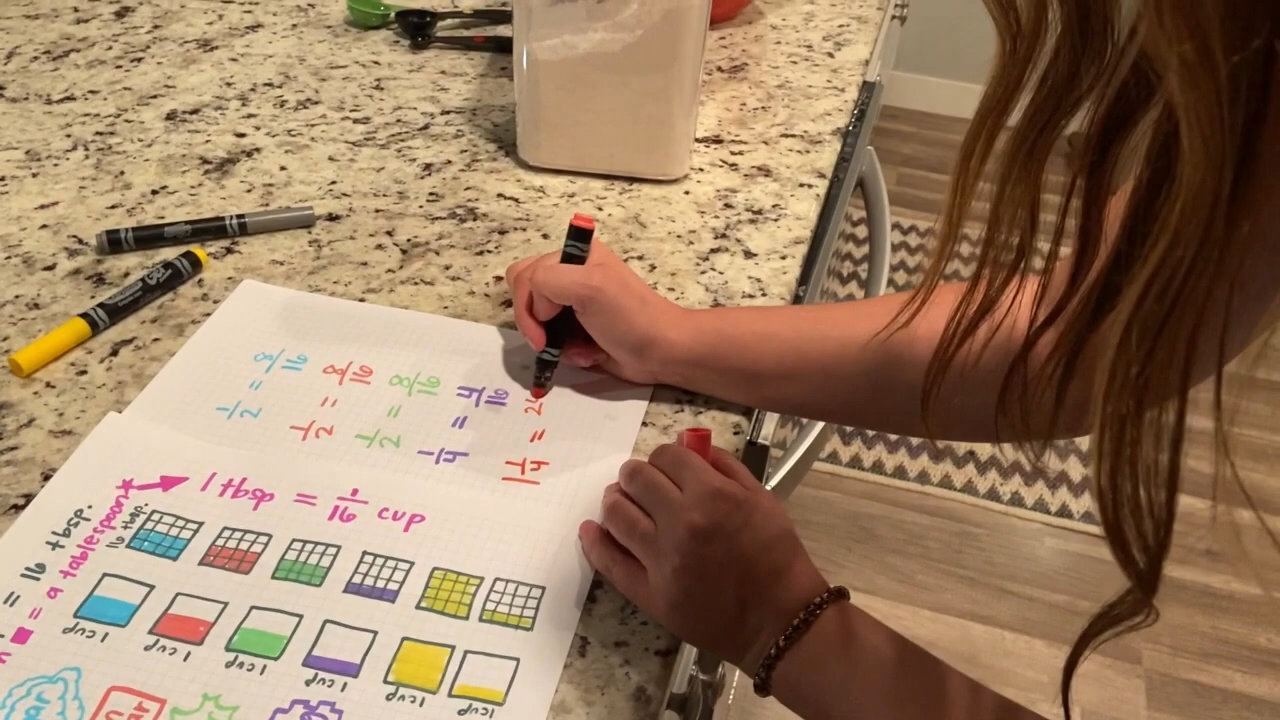 8/16 = 1/2
8/16 = 1/2
8/16 = 1/2
4/16 = 1/4
1 1/4 = 2
1 tbsp = 1/16 cup
= a tablespoon*
= 16 tbsp.
16 tbsp.
1 cup
1 cup
1 cup
1 cup
1 cup
1 cup